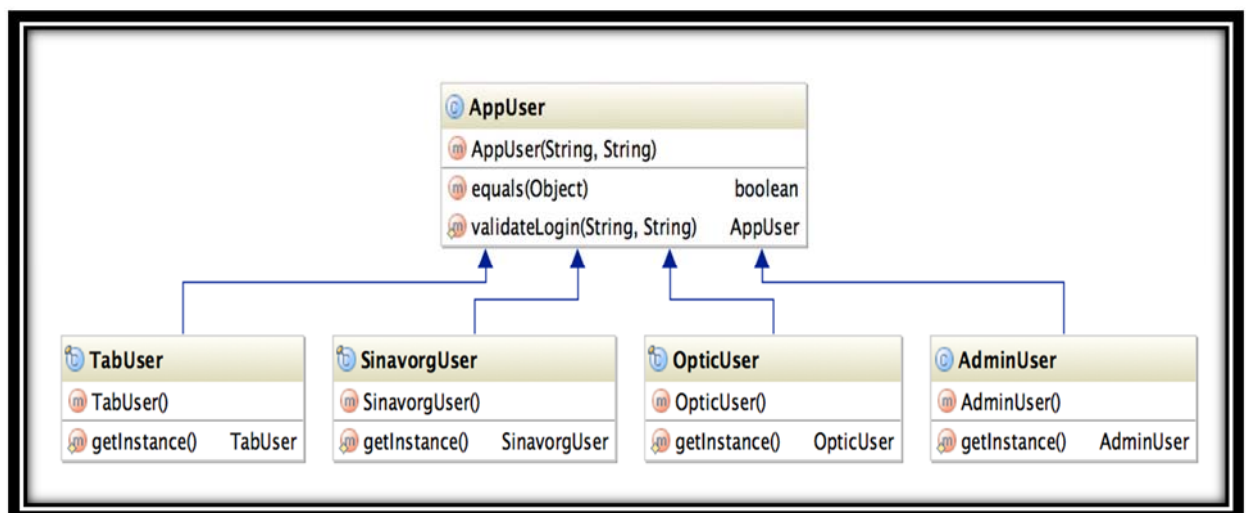 AppUser
AppUser(String, String)
equals(Object) boolean
validateLogin(String, String) AppUser
TabUser
TabUser()
getInstance() TabUser
SinavorgUser
SinavorgUser()
getInstance() SinavorgUser
OpticUser
OpticUser()
getInstance() OpticUser
AdminUser
AdminUser()
getInstance() AdminUser